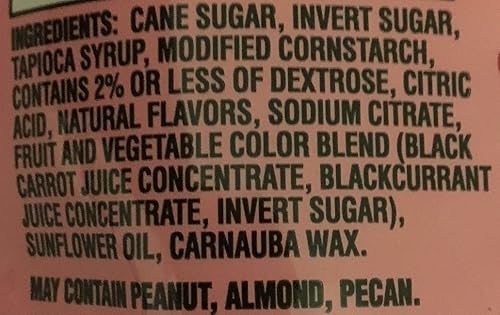 INGREDIENTS: CANE SUGAR, INVERT SUGAR,
TAPIOCA SYRUP, MODIFIED CORNSTARCH,
CONTAINS 2% OR LESS OF DEXTROSE, CITRIC
ACID, NATURAL FLAVORS, SODIUM CITRATE,
FRUIT AND VEGETABLE COLOR BLEND (BLACK
CARROT JUICE CONCENTRATE, BLACKCURRANT
JUICE CONCENTRATE, INVERT SUGAR),
SUNFLOWER OIL, CARNAUBA WAX.
MAY CONTAIN PEANUT, ALMOND, PECAN.